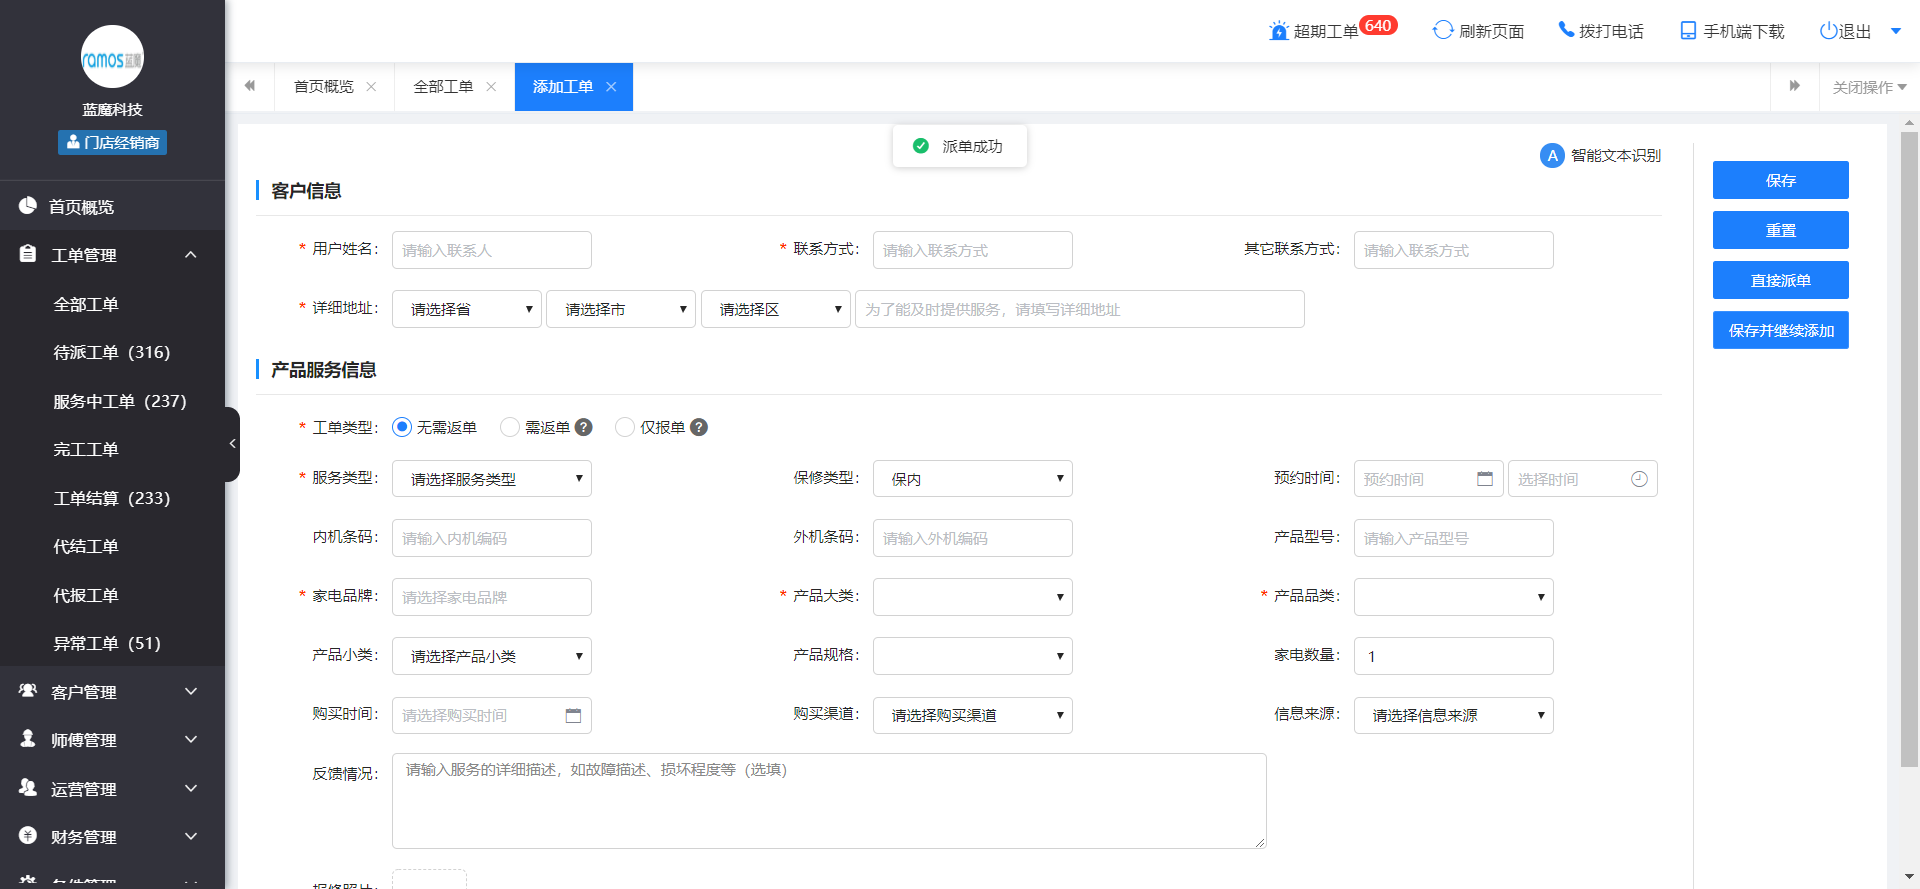 ramos蓝魔
蓝魔科技
门店经销商
首页概览
工单管理
全部工单
待派工单（316）
服务中工单（237）
完工工单
工单结算（233）
代结工单
代报工单
异常工单（51）
客户管理
师傅管理
运营管理
财务管理
超期工单 640 刷新页面 拨打电话 手机端下载 退出
首页概览 全部工单 添加工单 关闭操作
派单成功
A 智能文本识别
客户信息
* 用户姓名： 请输入联系人 * 联系方式： 请输入联系方式 其它联系方式： 请输入联系方式
* 详细地址： 请选择省 请选择市 请选择区 为了能及时提供服务，请填写详细地址
产品服务信息
* 工单类型： 无需返单 需返单 ? 仅报单 ?
* 服务类型： 请选择服务类型 保修类型： 保内 预约时间： 预约时间 选择时间
内机条码： 请输入内机编码 外机条码： 请输入外机编码 产品型号： 请输入产品型号
* 家电品牌： 请选择家电品牌 * 产品大类： * 产品品类：
产品小类： 请选择产品小类 产品规格： 家电数量： 1
购买时间： 请选择购买时间 购买渠道： 请选择购买渠道 信息来源： 请选择信息来源
反馈情况： 请输入服务的详细描述，如故障描述、损坏程度等（选填）
保存
重置
直接派单
保存并继续添加